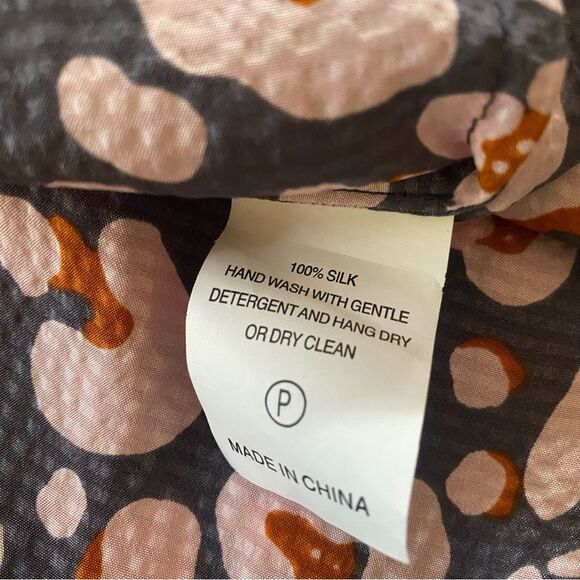 100% SILK
HAND WASH WITH GENTLE
DETERGENT AND HANG DRY
OR DRY CLEAN
P
MADE IN CHINA